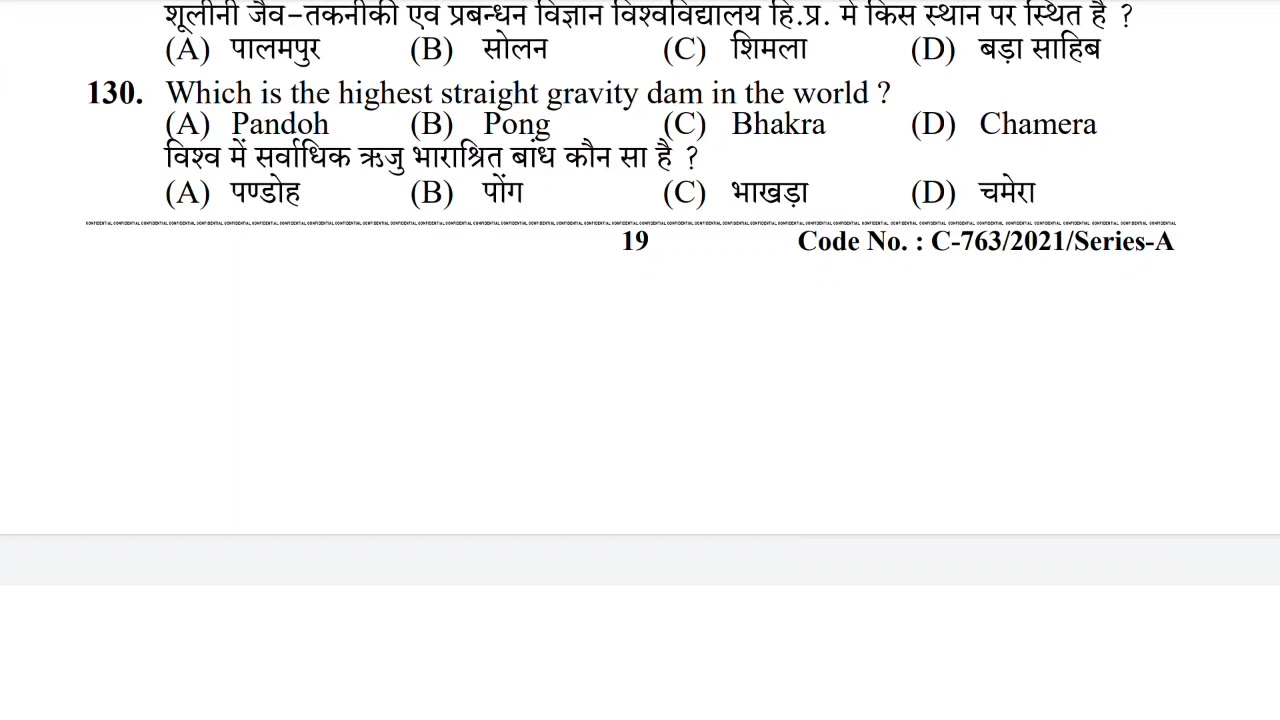 शूलीनी जैव-तकनीकी एवं प्रबन्धन विज्ञान विश्वविद्यालय हि.प्र. में किस स्थान पर स्थित है ?
(A) पालमपुर (B) सोलन (C) शिमला (D) बड़ा साहिब
130. Which is the highest straight gravity dam in the world ?
(A) Pandoh (B) Pong (C) Bhakra (D) Chamera
विश्व में सर्वाधिक ऋजु भाराश्रित बांध कौन सा है ?
(A) पण्डोह (B) पोंग (C) भाखड़ा (D) चमेरा
19 Code No. : C-763/2021/Series-A